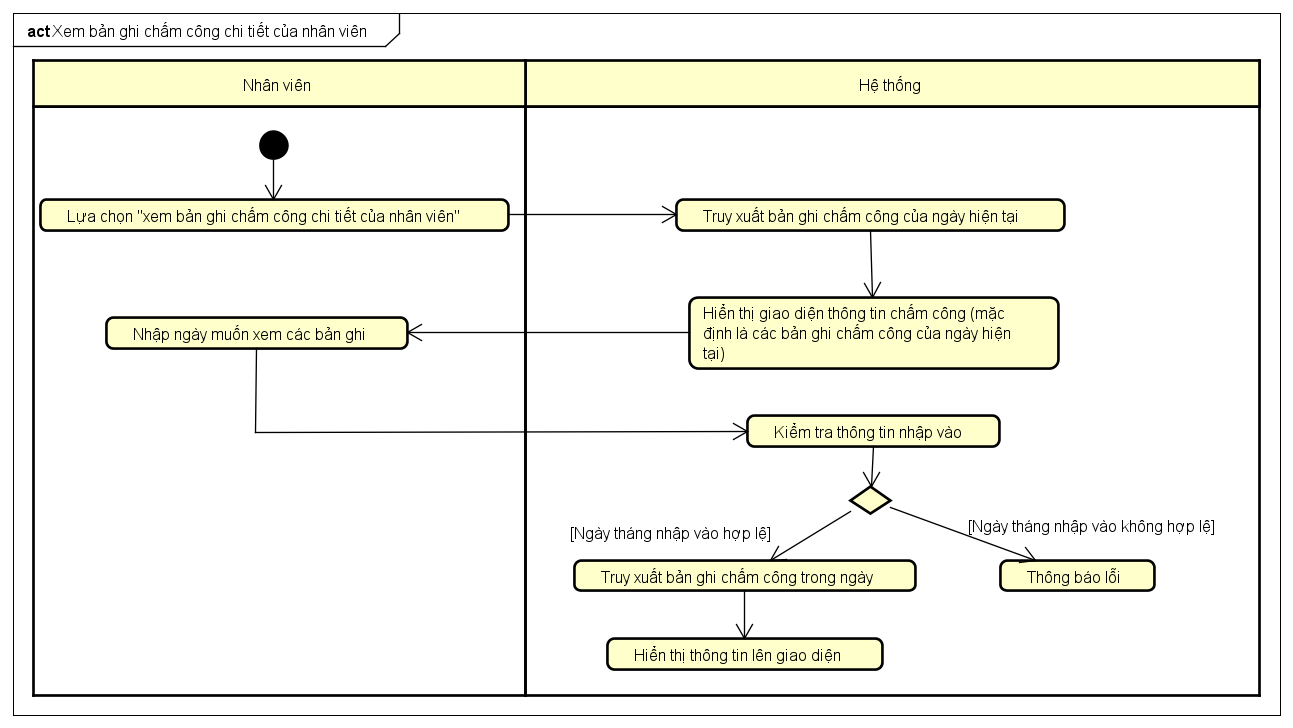 act Xem bản ghi chấm công chi tiết của nhân viên
Nhân viên
Hệ thống
Lựa chọn "xem bản ghi chấm công chi tiết của nhân viên"
Truy xuất bản ghi chấm công của ngày hiện tại
Hiển thị giao diện thông tin chấm công (mặc
định là các bản ghi chấm công của ngày hiện
tại)
Nhập ngày muốn xem các bản ghi
Kiểm tra thông tin nhập vào
[Ngày tháng nhập vào hợp lệ]
[Ngày tháng nhập vào không hợp lệ]
Truy xuất bản ghi chấm công trong ngày
Thông báo lỗi
Hiển thị thông tin lên giao diện